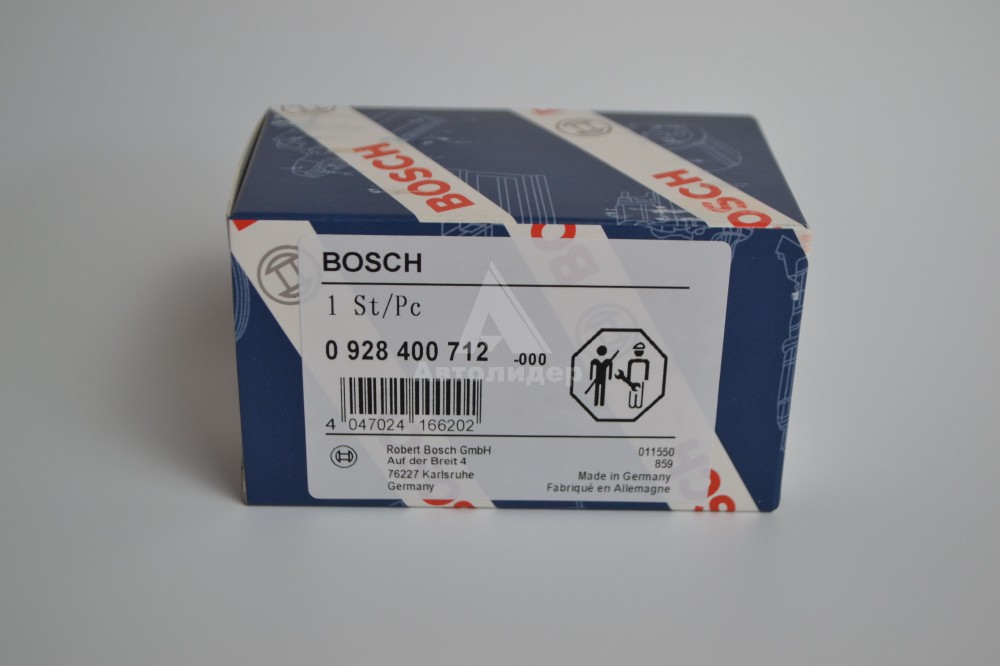 BOSCH
BOSCH
BOSCH
1 St/Pc
0 928 400 712 -000
Автолидер
4 047024 166202
Robert Bosch GmbH
Auf der Breit 4
76227 Karlsruhe
Germany
011550
859
Made in Germany
Fabriqué en Allemagne